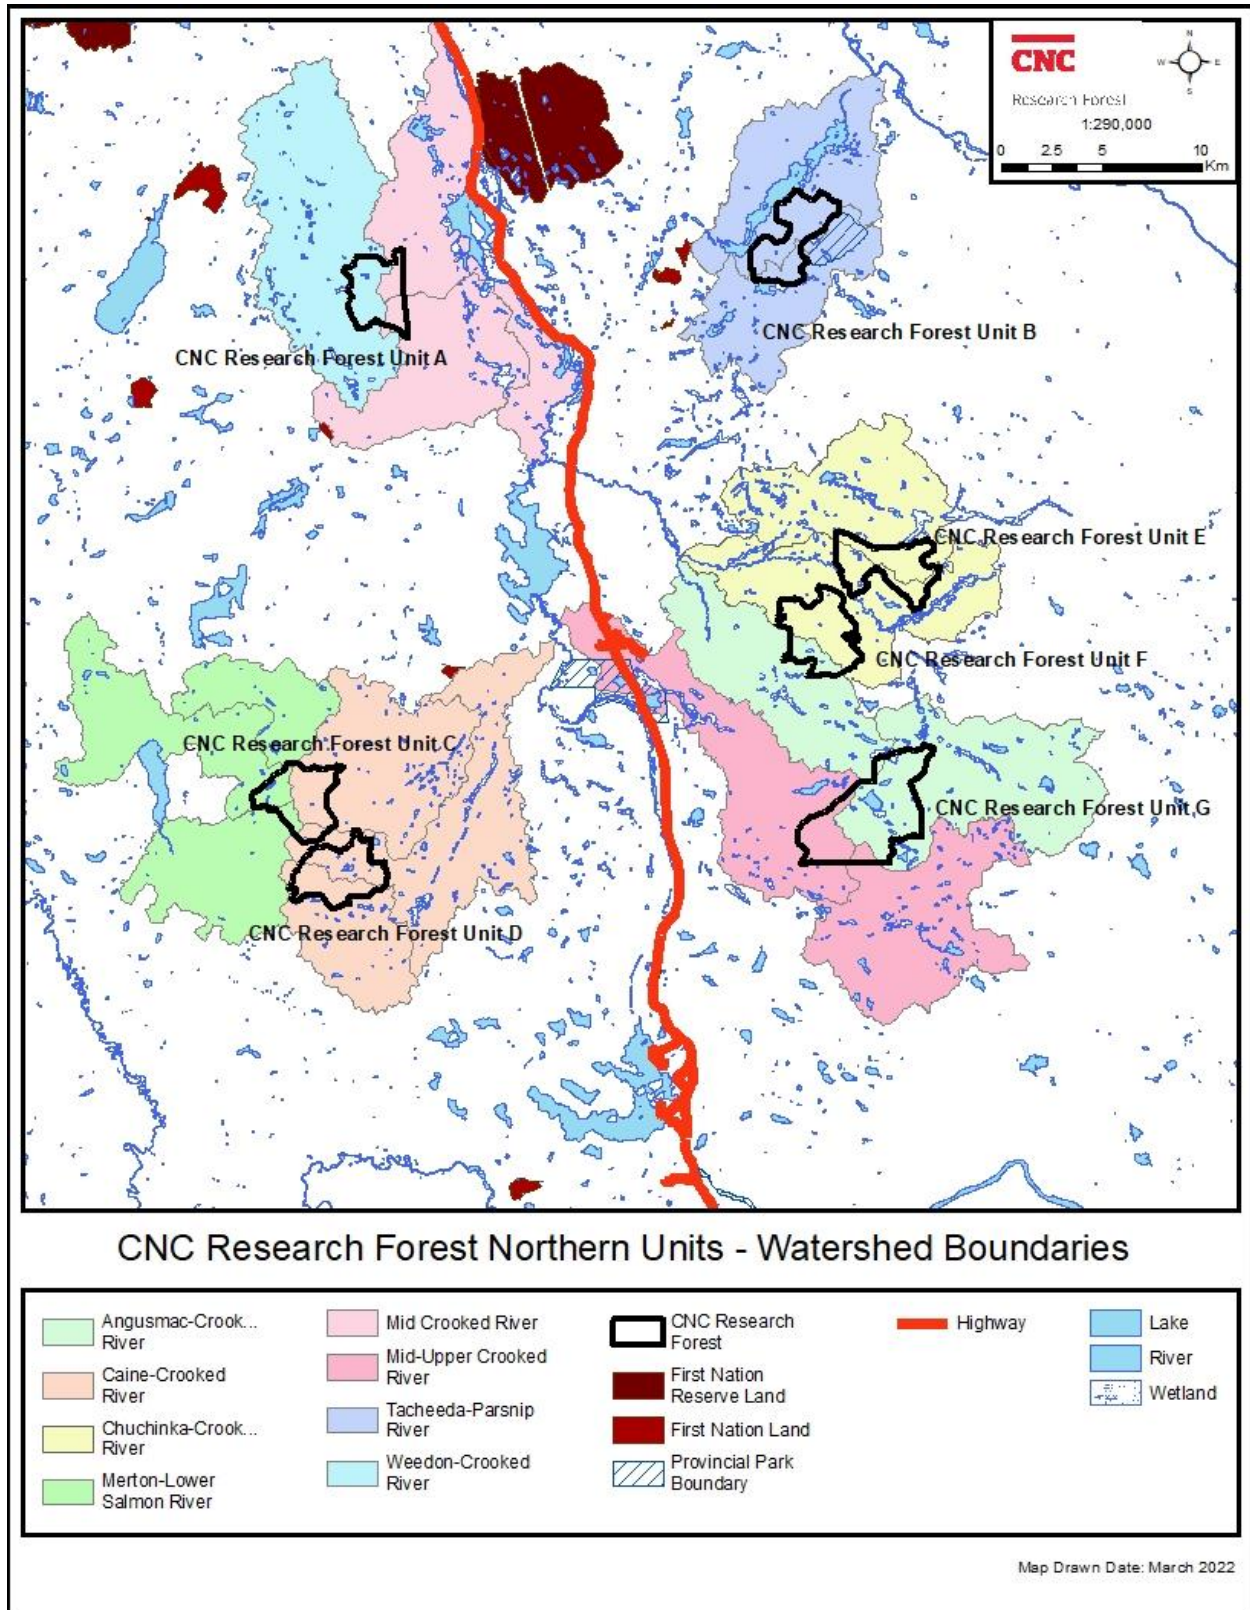 N
W E
S
CNC
Research Forest
1:290,000
0 2.5 5 10
Km
CNC Research Forest Unit B
CNC Research Forest Unit A
CNC Research Forest Unit E
CNC Research Forest Unit F
CNC Research Forest Unit C
CNC Research Forest Unit G
CNC Research Forest Unit D
CNC Research Forest Northern Units - Watershed Boundaries
Angusmac-Crook...
River
Caine-Crooked
River
Chuchinka-Crook...
River
Merton-Lower
Salmon River
Mid Crooked River
Mid-Upper Crooked
River
Tacheeda-Parsnip
River
Weedon-Crooked
River
CNC Research
Forest
First Nation
Reserve Land
First Nation Land
Provincial Park
Boundary
Highway
Lake
River
Wetland
Map Drawn Date: March 2022